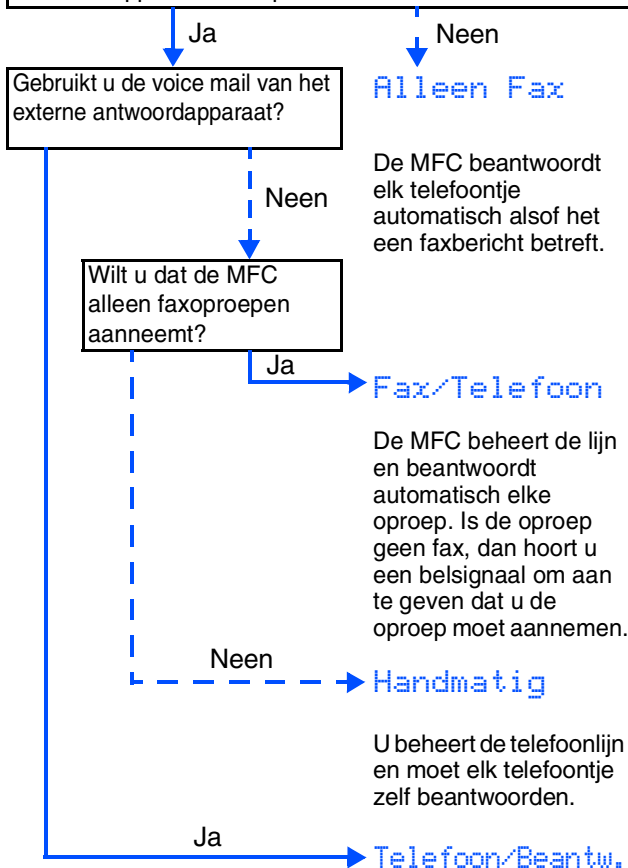 Ja
Neen
Gebruikt u de voice mail van het
externe antwoordapparaat?
Alleen Fax
De MFC beantwoordt
elk telefoontje
automatisch alsof het
een faxbericht betreft.
Neen
Wilt u dat de MFC
alleen faxoproepen
aanneemt?
Ja
Fax/Telefoon
De MFC beheert de lijn
en beantwoordt
automatisch elke
oproep. Is de oproep
geen fax, dan hoort u
een belsignaal om aan
te geven dat u de
oproep moet aannemen.
Neen
Handmatig
U beheert de telefoonlijn
en moet elk telefoontje
zelf beantwoorden.
Ja
Telefoon/Beantw.